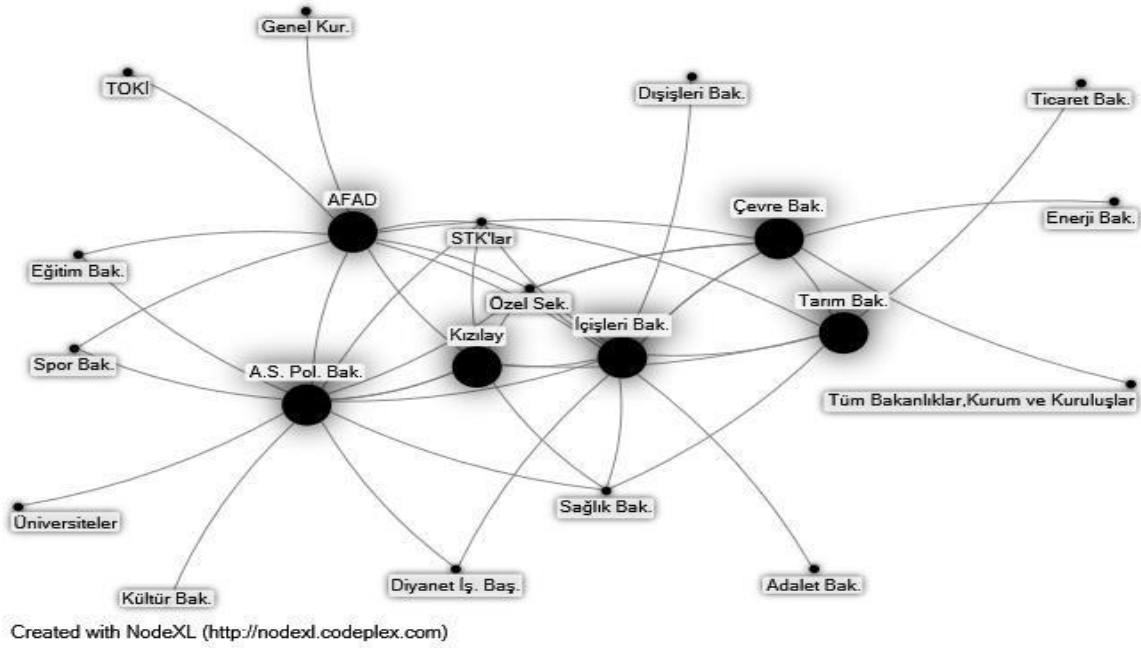 Genel Kur.
TOKİ
Dışişleri Bak.
Ticaret Bak.
AFAD
Çevre Bak.
Enerji Bak.
STK'lar
Eğitim Bak.
Özel Sek.
Tarım Bak.
İçişleri Bak.
Kızılay
Spor Bak.
A.S. Pol. Bak.
Tüm Bakanlıklar,Kurum ve Kuruluşlar
Sağlık Bak.
Üniversiteler
Diyanet İş. Baş.
Adalet Bak.
Kültür Bak.
Created with NodeXL (http://nodexl.codeplex.com)